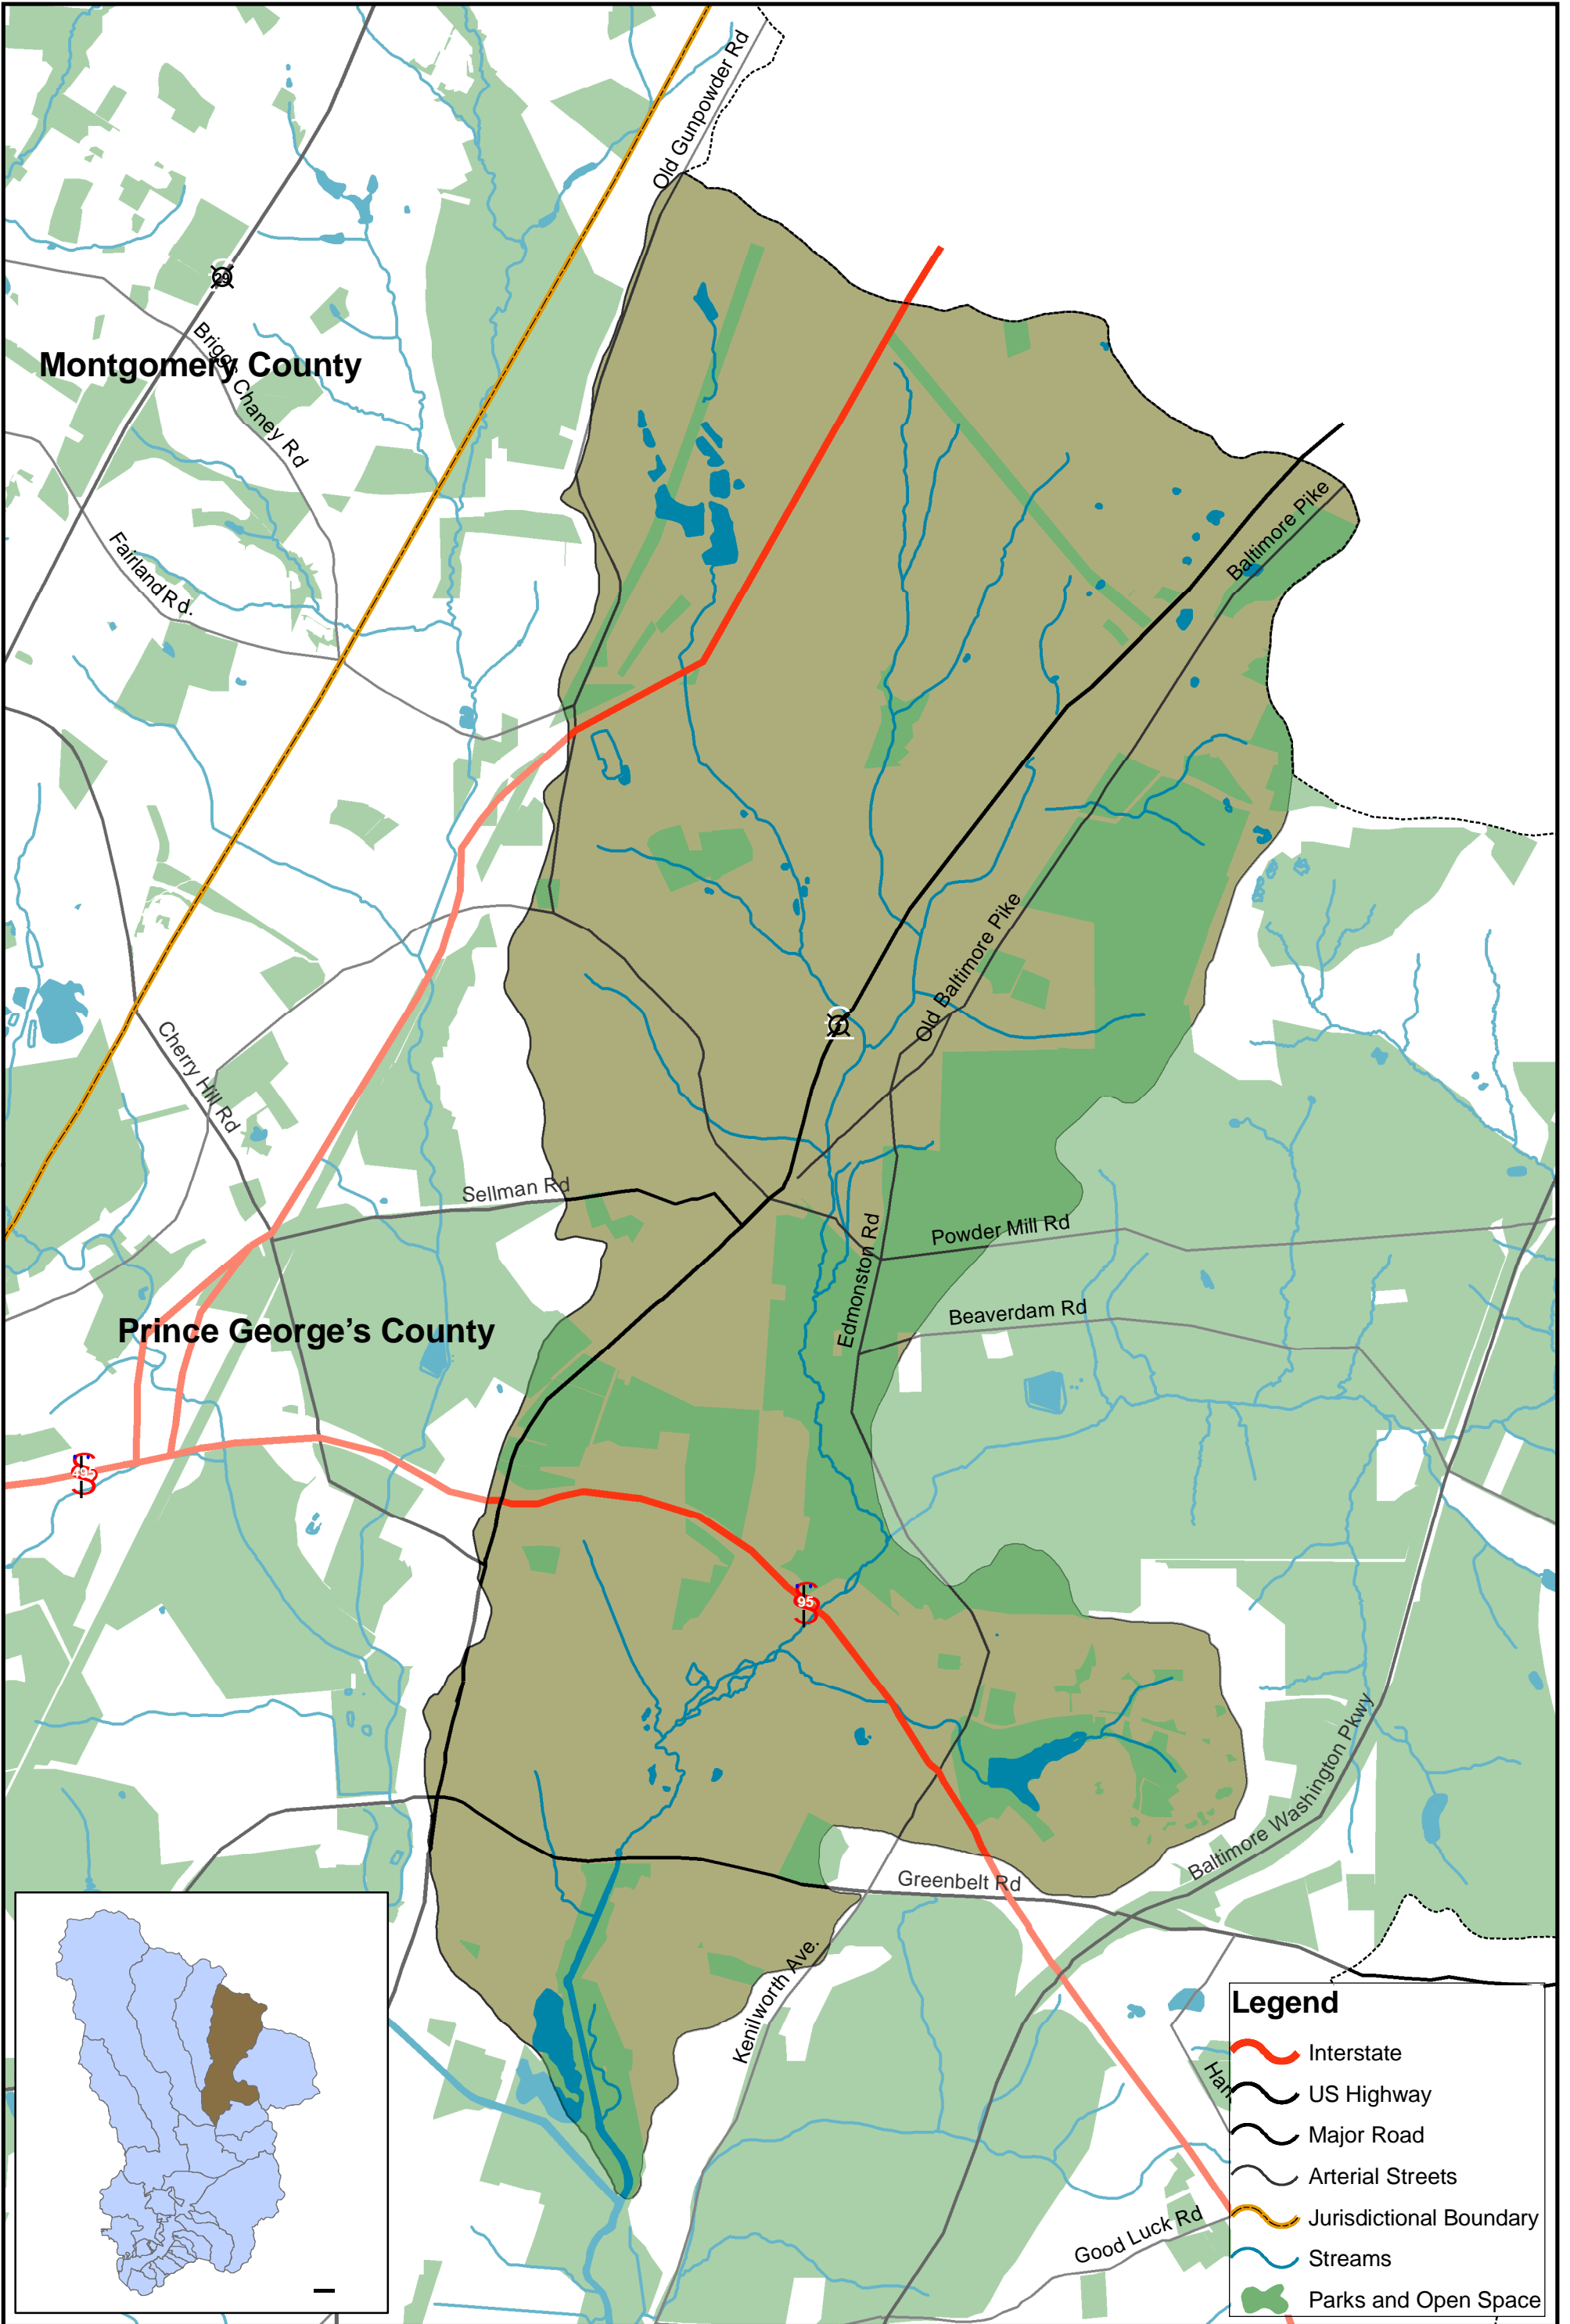 Old Gunpowder Rd
29
Briggs Chaney Rd
Montgomery County
Baltimore Pike
Fairland Rd.
Old Baltimore Pike
Cherry Hill Rd
Sellman Rd
Powder Mill Rd
Edmonston Rd
Beaverdam Rd
Prince George's County
495
95
Baltimore Washington Pkwy
Greenbelt Rd
Kenilworth Ave.
Han
Good Luck Rd
Legend
Interstate
US Highway
Major Road
Arterial Streets
Jurisdictional Boundary
Streams
Parks and Open Space